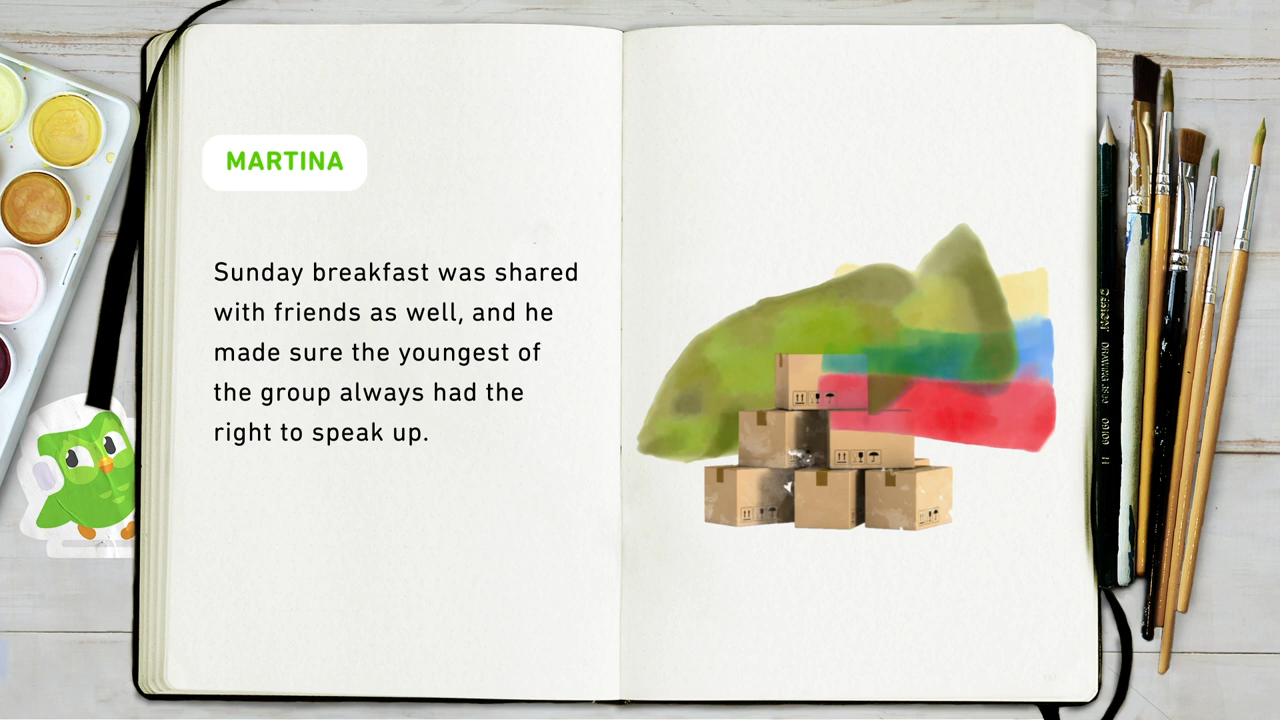 MARTINA
Sunday breakfast was shared
with friends as well, and he
made sure the youngest of
the group always had the
right to speak up.